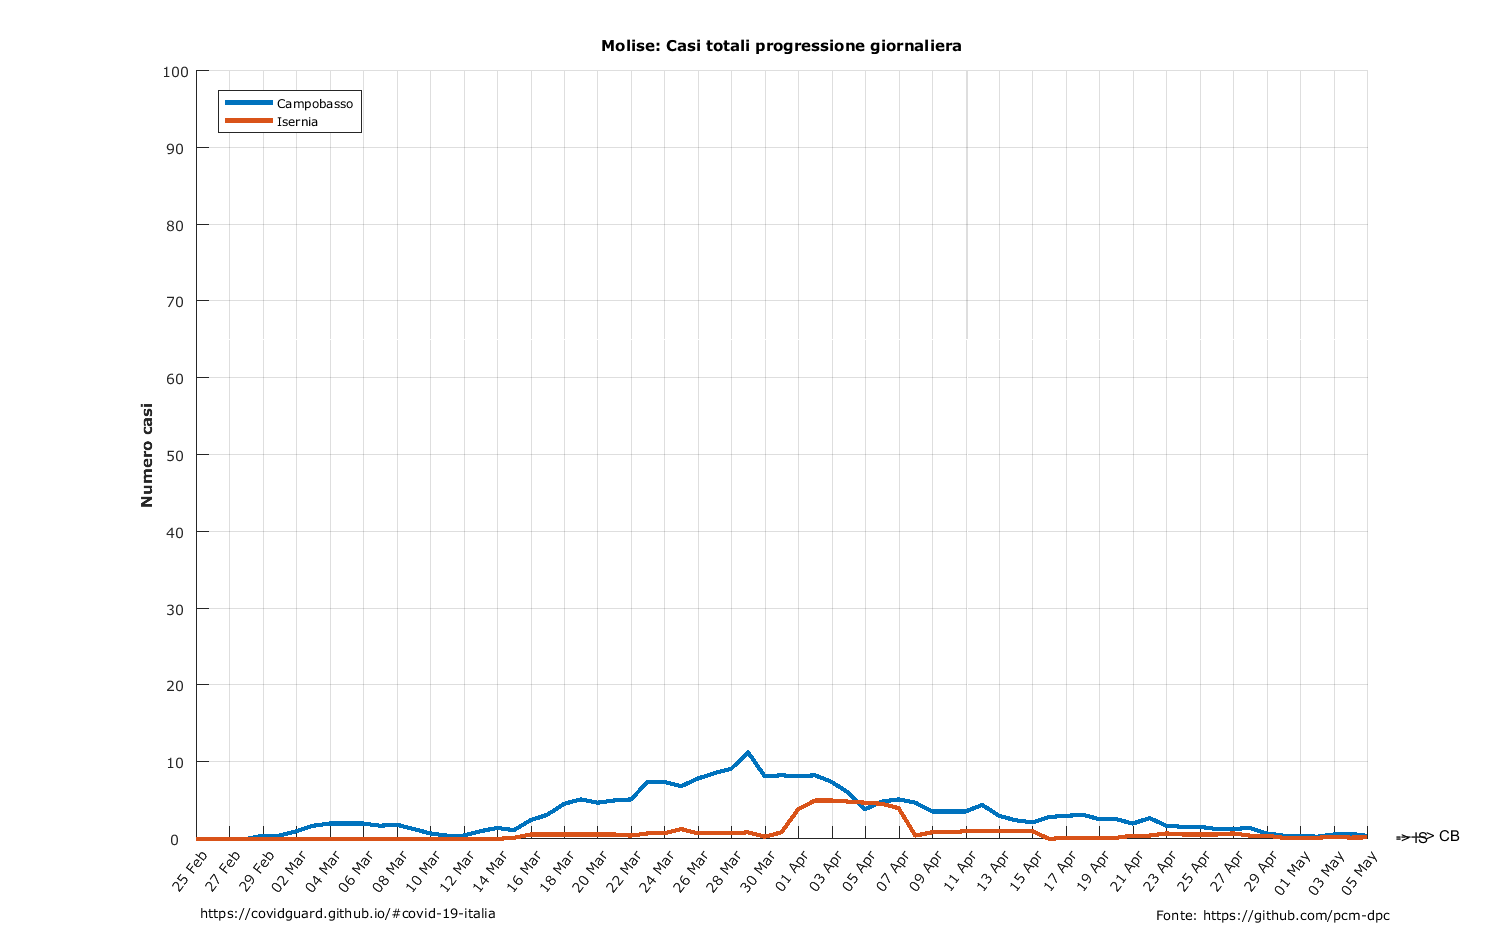 Molise: Casi totali progressione giornaliera
Campobasso
Isernia
Numero casi
100
90
80
70
60
50
40
30
20
10
0
25 Feb
27 Feb
29 Feb
02 Mar
04 Mar
06 Mar
08 Mar
10 Mar
12 Mar
14 Mar
16 Mar
18 Mar
20 Mar
22 Mar
24 Mar
26 Mar
28 Mar
30 Mar
01 Apr
03 Apr
05 Apr
07 Apr
09 Apr
11 Apr
13 Apr
15 Apr
17 Apr
19 Apr
21 Apr
23 Apr
25 Apr
27 Apr
29 Apr
01 May
03 May
05 May
IS
CB
https://covidguard.github.io/#covid-19-italia
Fonte: https://github.com/pcm-dpc